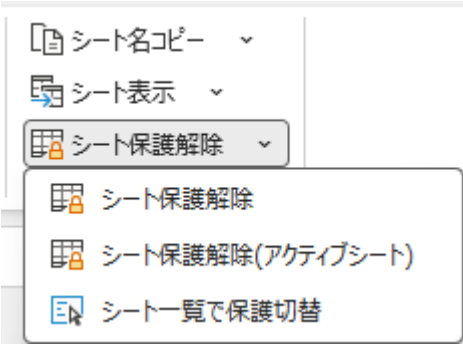 シート名コピー
シート表示
シート保護解除
シート保護解除
シート保護解除(アクティブシート)
シート一覧で保護切替